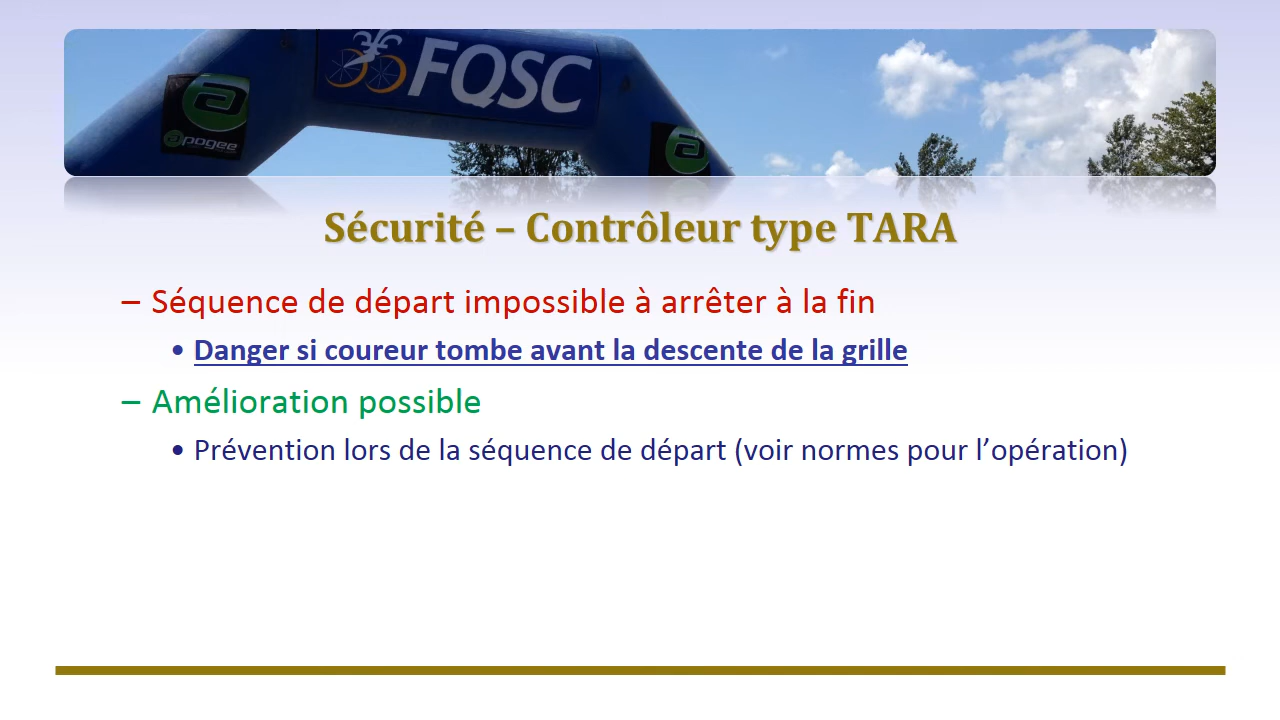 FQSC
apogee
Sécurité – Contrôleur type TARA
– Séquence de départ impossible à arrêter à la fin
• Danger si coureur tombe avant la descente de la grille
– Amélioration possible
• Prévention lors de la séquence de départ (voir normes pour l’opération)